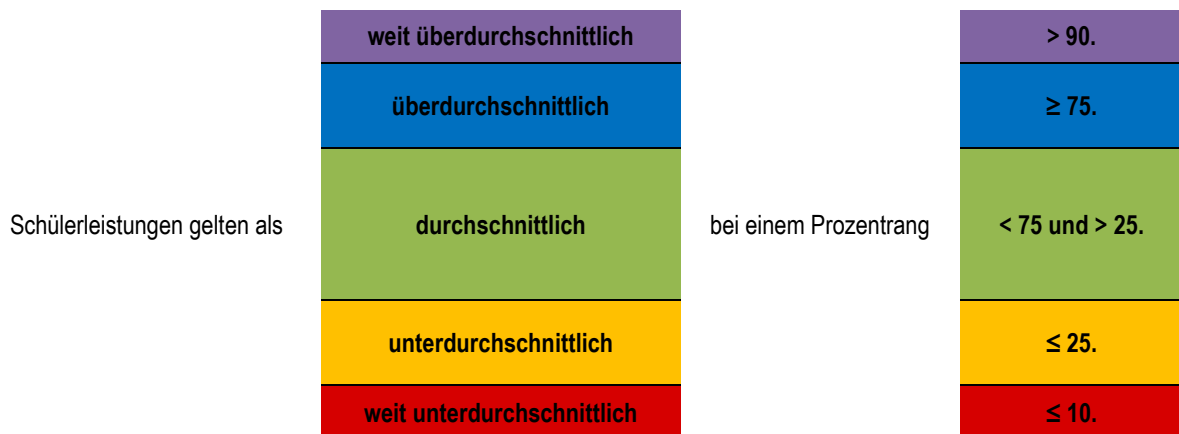 weit überdurchschnittlich > 90.
überdurchschnittlich ≥ 75.
Schülerleistungen gelten als durchschnittlich bei einem Prozentrang < 75 und > 25.
unterdurchschnittlich ≤ 25.
weit unterdurchschnittlich ≤ 10.